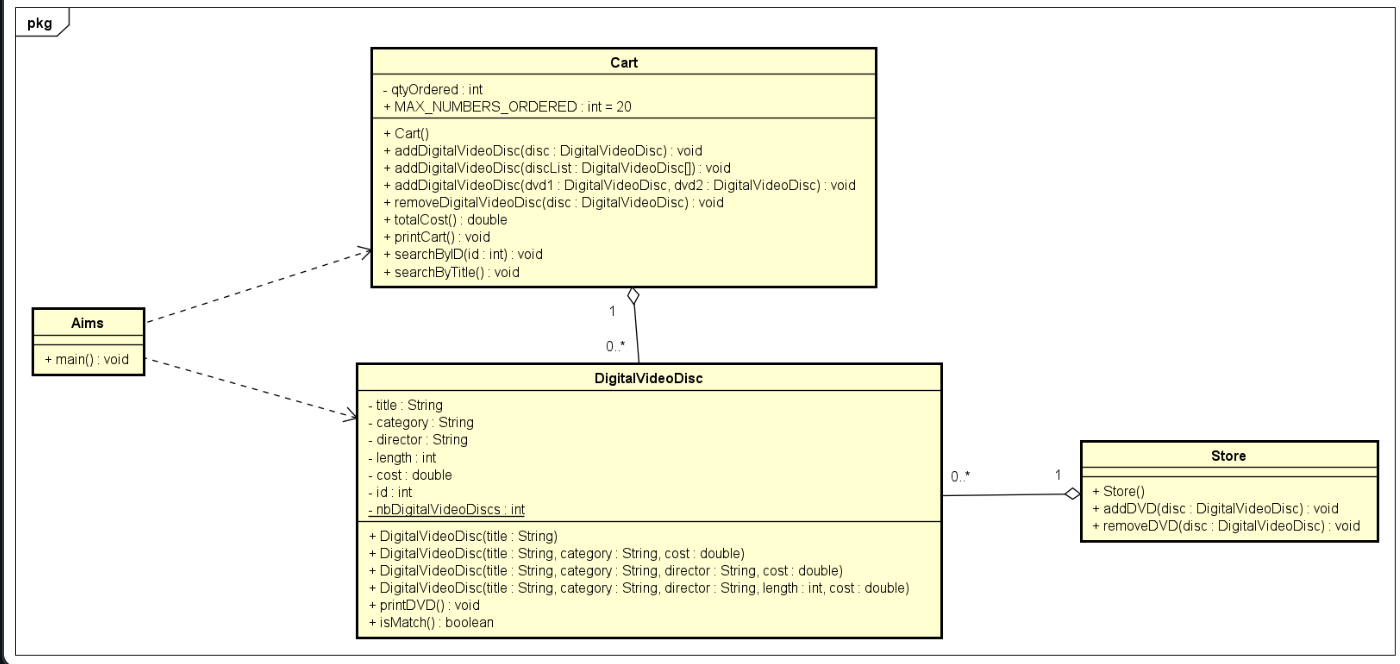 pkg
Cart
- qtyOrdered : int
+ MAX_NUMBERS_ORDERED : int = 20
+ Cart()
+ addDigitalVideoDisc(disc : DigitalVideoDisc) : void
+ addDigitalVideoDisc(discList : DigitalVideoDisc[]) : void
+ addDigitalVideoDisc(dvd1 : DigitalVideoDisc, dvd2 : DigitalVideoDisc) : void
+ removeDigitalVideoDisc(disc : DigitalVideoDisc) : void
+ totalCost() : double
+ printCart() : void
+ searchByID(id : int) : void
+ searchByTitle() : void
Aims
+ main() : void
1
0..*
DigitalVideoDisc
- title : String
- category : String
- director : String
- length : int
- cost : double
- id : int
- nbDigitalVideoDiscs : int
+ DigitalVideoDisc(title : String)
+ DigitalVideoDisc(title : String, category : String, cost : double)
+ DigitalVideoDisc(title : String, category : String, director : String, cost : double)
+ DigitalVideoDisc(title : String, category : String, director : String, length : int, cost : double)
+ printDVD() : void
+ isMatch() : boolean
0..*
1
Store
+ Store()
+ addDVD(disc : DigitalVideoDisc) : void
+ removeDVD(disc : DigitalVideoDisc) : void